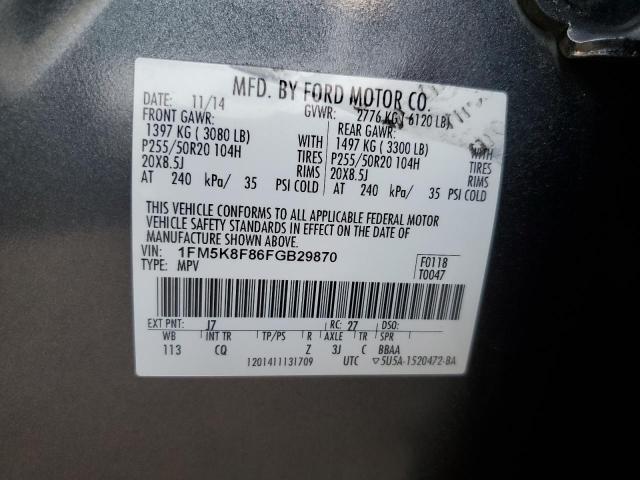 MFD. BY FORD MOTOR CO.
DATE: 11/14 GVWR: 2776 KG/ 6120 LB
FRONT GAWR: REAR GAWR:
1397 KG ( 3080 LB) WITH 1497 KG ( 3300 LB) WITH
P255/50R20 104H TIRES P255/50R20 104H TIRES
20X8.5J RIMS 20X8.5J RIMS
AT 240 kPa/ 35 PSI COLD AT 240 kPa/ 35 PSI COLD
THIS VEHICLE CONFORMS TO ALL APPLICABLE FEDERAL MOTOR
VEHICLE SAFETY STANDARDS IN EFFECT ON THE DATE OF
MANUFACTURE SHOWN ABOVE.
VIN: 1FM5K8F86FGB29870 F0118
TYPE: MPV T0047
EXT PNT: J7 RC: 27 DSO:
WB INT TR TP/PS R AXLE TR SPR
113 CQ Z 3J C BBAA
1201411131709 UTC ▽5U5A-1520472-BA